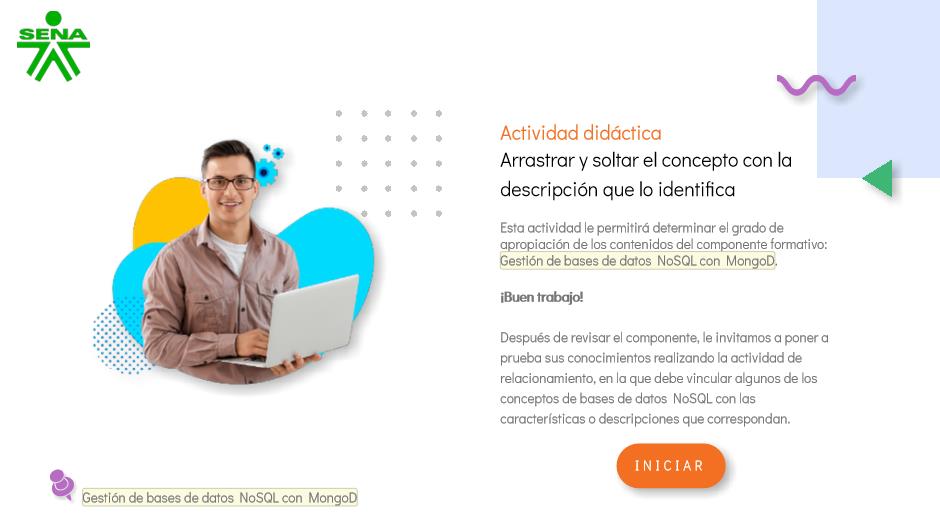 SENA
Actividad didáctica
Arrastrar y soltar el concepto con la
descripción que lo identifica
Esta actividad le permitirá determinar el grado de
apropiación de los contenidos del componente formativo:
Gestión de bases de datos NoSQL con MongoD.
¡Buen trabajo!
Después de revisar el componente, le invitamos a poner a
prueba sus conocimientos realizando la actividad de
relacionamiento, en la que debe vincular algunos de los
conceptos de bases de datos NoSQL con las
características o descripciones que correspondan.
INICIAR
Gestión de bases de datos NoSQL con MongoD